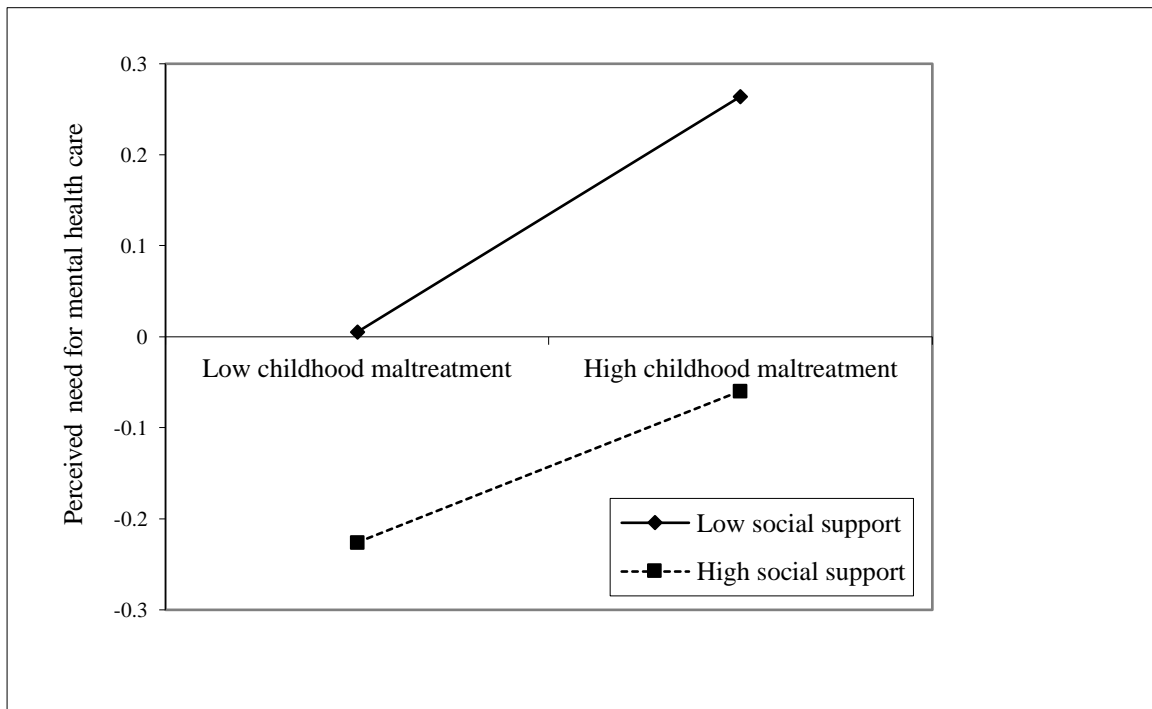 Perceived need for mental health care
0.3
0.2
0.1
0
-0.1
-0.2
-0.3
Low childhood maltreatment
High childhood maltreatment
Low social support
High social support